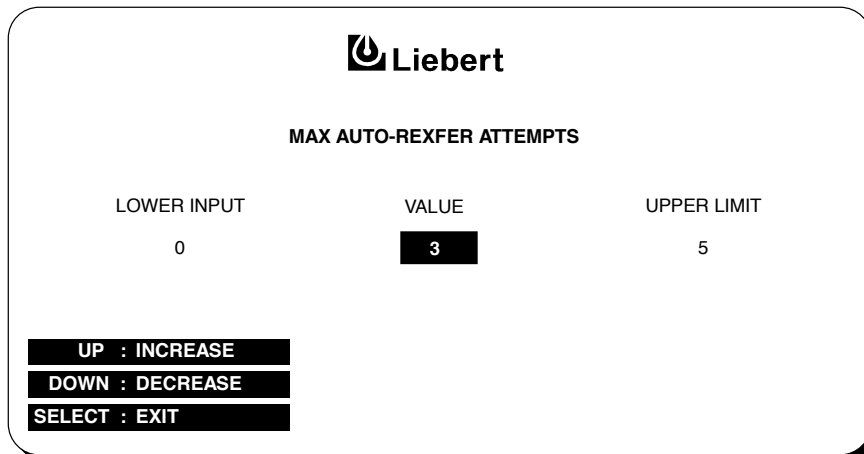 Liebert
MAX AUTO-REXFER ATTEMPTS
LOWER INPUT VALUE UPPER LIMIT
0 3 5
UP : INCREASE
DOWN : DECREASE
SELECT : EXIT